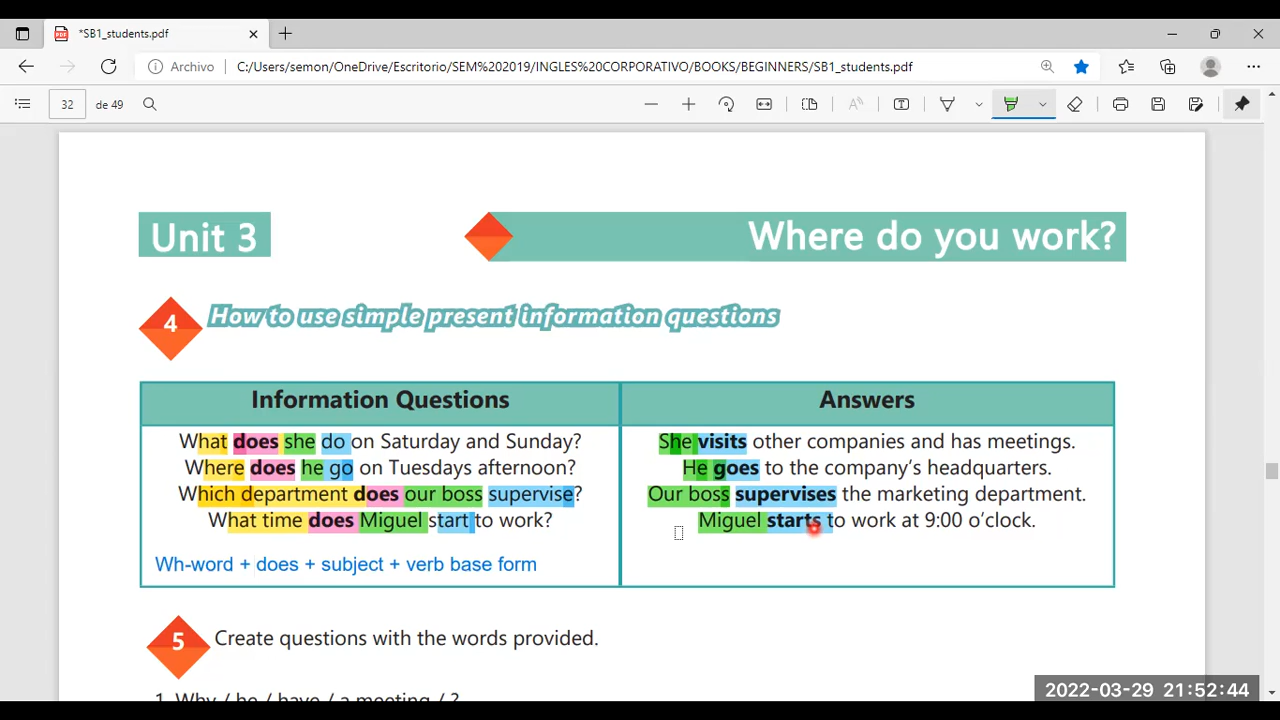 *SB1_students.pdf
Archivo C:/Users/semon/OneDrive/Escritorio/SEM%202019/INGLES%20CORPORATIVO/BOOKS/BEGINNERS/SB1_students.pdf
32 de 49
Unit 3 Where do you work?
4 How to use simple present information questions
Information Questions Answers
What does she do on Saturday and Sunday? She visits other companies and has meetings.
Where does he go on Tuesdays afternoon? He goes to the company's headquarters.
Which department does our boss supervise? Our boss supervises the marketing department.
What time does Miguel start to work? Miguel starts to work at 9:00 o'clock.
Wh-word + does + subject + verb base form
5 Create questions with the words provided.
1. Why / he / have / a meeting / ?
2022-03-29 21:52:44